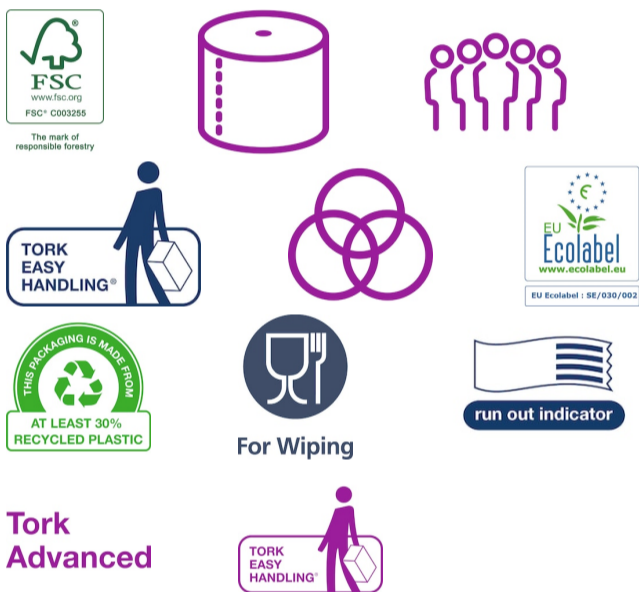 FSC®
www.fsc.org
FSC® C003255
The mark of
responsible forestry
TORK
EASY
HANDLING®
EU
Ecolabel
www.ecolabel.eu
EU Ecolabel : SE/030/002
THIS PACKAGING IS MADE FROM
AT LEAST 30%
RECYCLED PLASTIC
For Wiping
run out indicator
Tork
Advanced
TORK
EASY
HANDLING®